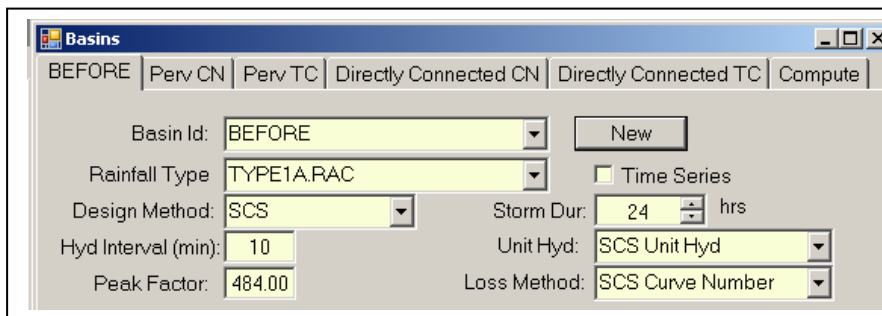 Basins
BEFORE Perv CN Perv TC Directly Connected CN Directly Connected TC Compute
Basin Id: BEFORE New
Rainfall Type TYPE1A.RAC Time Series
Design Method: SCS Storm Dur: 24 hrs
Hyd Interval (min): 10 Unit Hyd: SCS Unit Hyd
Peak Factor: 484.00 Loss Method: SCS Curve Number